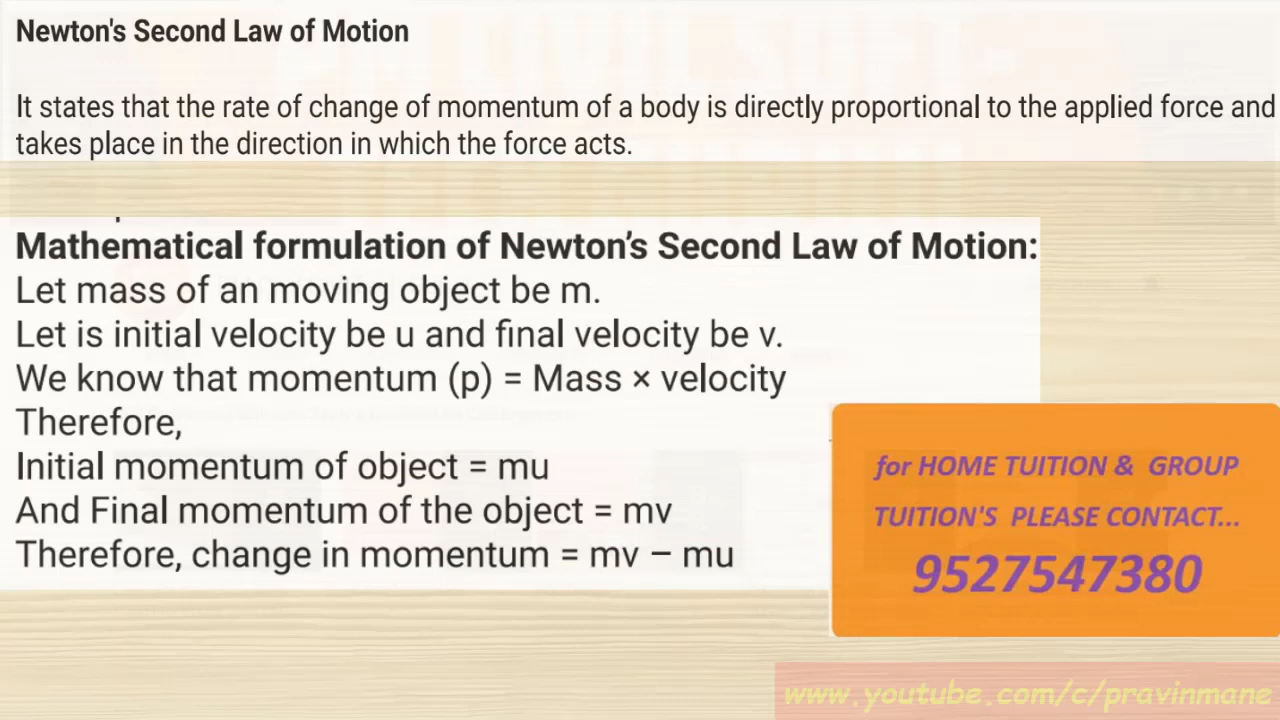 Newton's Second Law of Motion
It states that the rate of change of momentum of a body is directly proportional to the applied force and
takes place in the direction in which the force acts.
Mathematical formulation of Newton’s Second Law of Motion:
Let mass of an moving object be m.
Let is initial velocity be u and final velocity be v.
We know that momentum (p) = Mass × velocity
Therefore,
Initial momentum of object = mu
And Final momentum of the object = mv
Therefore, change in momentum = mv – mu
for HOME TUITION & GROUP
TUITION'S PLEASE CONTACT...
9527547380
www.youtube.com/c/pravinmane